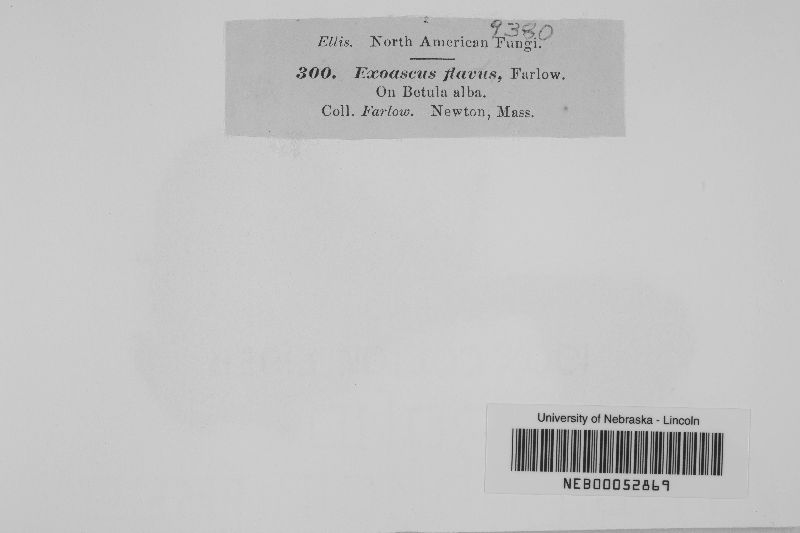 9380
Ellis. North American Fungi.
300. Exoascus flavus, Farlow.
On Betula alba.
Coll. Farlow. Newton, Mass.
University of Nebraska - Lincoln
NEB00052869